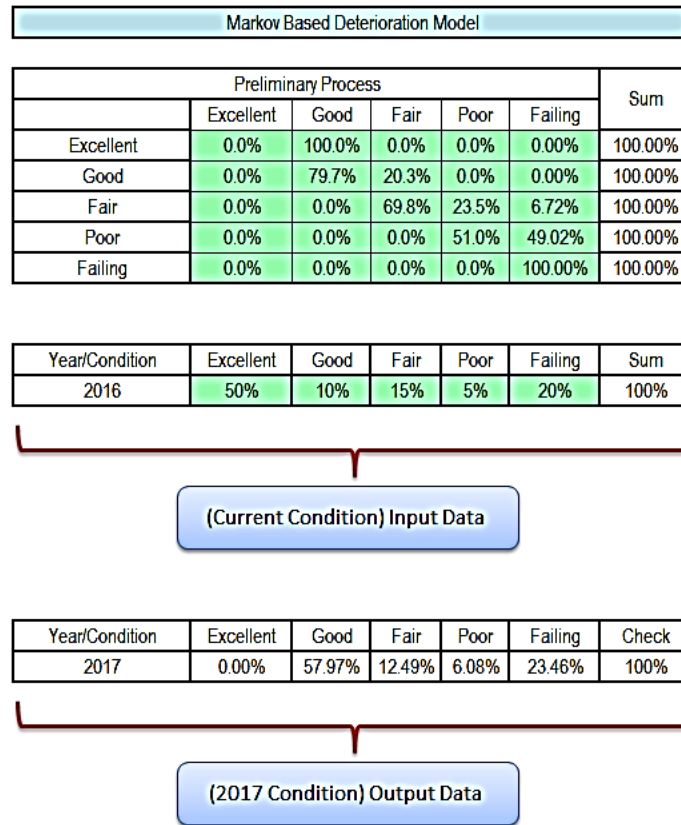 Markov Based Deterioration Model
Preliminary Process Sum
Excellent Good Fair Poor Failing
Excellent 0.0% 100.0% 0.0% 0.0% 0.00% 100.00%
Good 0.0% 79.7% 20.3% 0.0% 0.00% 100.00%
Fair 0.0% 0.0% 69.8% 23.5% 6.72% 100.00%
Poor 0.0% 0.0% 0.0% 51.0% 49.02% 100.00%
Failing 0.0% 0.0% 0.0% 0.0% 100.00% 100.00%
Year/Condition Excellent Good Fair Poor Failing Sum
2016 50% 10% 15% 5% 20% 100%
(Current Condition) Input Data
Year/Condition Excellent Good Fair Poor Failing Check
2017 0.00% 57.97% 12.49% 6.08% 23.46% 100%
(2017 Condition) Output Data